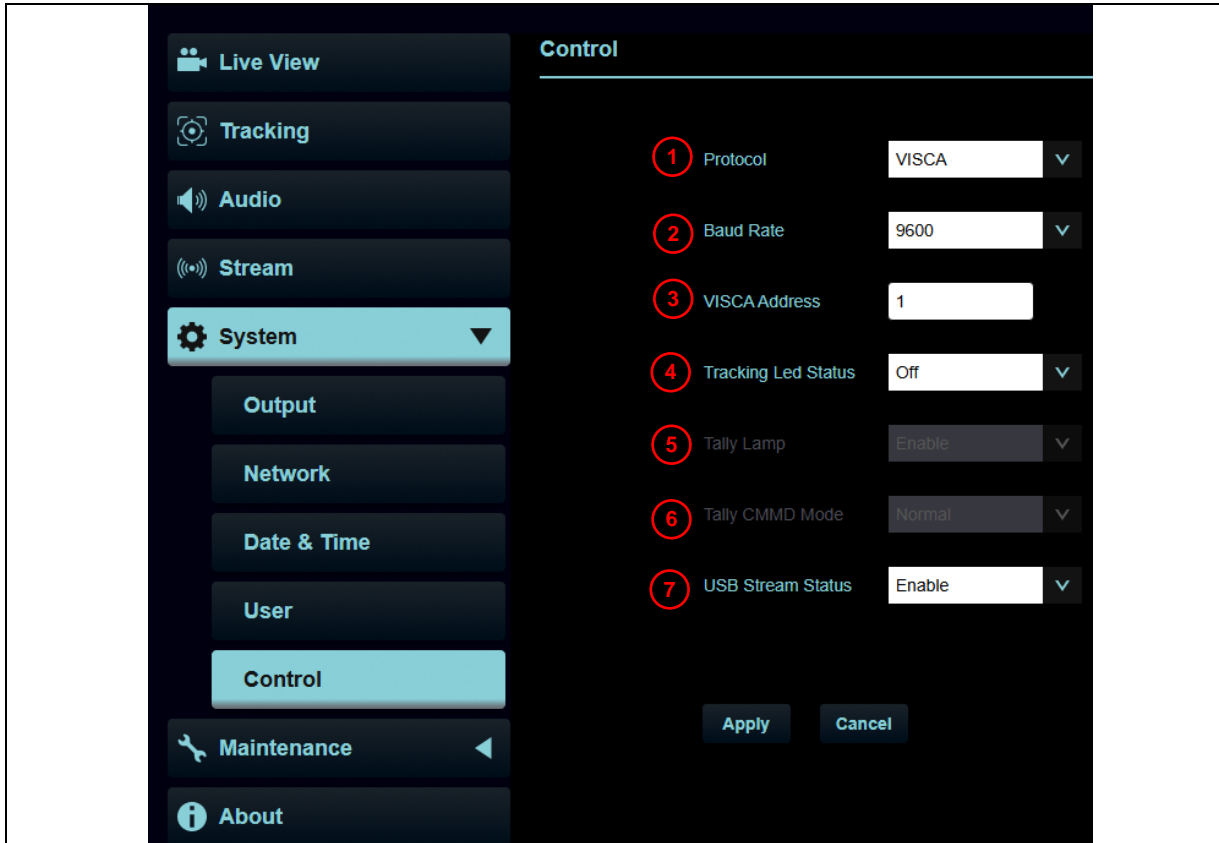 Live View
Tracking
Audio
Stream
System
Output
Network
Date & Time
User
Control
Maintenance
About
Control
1 Protocol VISCA
2 Baud Rate 9600
3 VISCA Address 1
4 Tracking Led Status Off
5 Tally Lamp Enable
6 Tally CMMD Mode Normal
7 USB Stream Status Enable
Apply Cancel